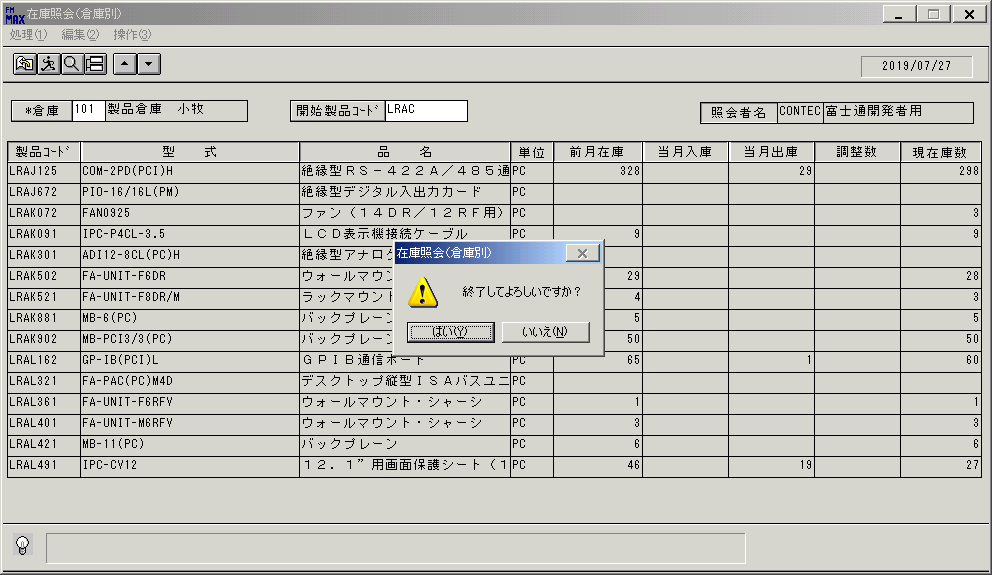 FM MAX 在庫照会(倉庫別)
処理(1) 編集(2) 操作(3)
2019/07/27
*倉庫 101 製品倉庫 小牧 開始製品ｺｰﾄﾞ LRAC 照会者名 CONTEC 富士通開発者用
製品ｺｰﾄﾞ 型 式 品 名 単位 前月在庫 当月入庫 当月出庫 調整数 現在庫数
LRAJ125 COM-2PD(PCI)H 絶縁型ＲＳ－４２２Ａ／４８５通 PC 328 29 298
LRAJ672 PIO-16/16L(PM) 絶縁型デジタル入出力カード PC
LRAK072 FAN0925 ファン（１４ＤＲ／１２ＲＦ用） PC 3
LRAK091 IPC-P4CL-3.5 ＬＣＤ表示機接続ケーブル PC 9 9
LRAK301 ADI12-8CL(PC)H 絶縁型アナログ
LRAK502 FA-UNIT-F6DR ウォールマウン 29 28
LRAK521 FA-UNIT-F8DR/M ラックマウント 4 3
LRAK881 MB-6(PC) バックプレーン 5 5
LRAK902 MB-PCI3/3(PC) バックプレーン 50 50
LRAL162 GP-IB(PCI)L ＧＰＩＢ通信ボード PC 65 1 60
LRAL321 FA-PAC(PC)M4D デスクトップ縦型ＩＳＡバスユニ PC
LRAL361 FA-UNIT-F6RFV ウォールマウント・シャーシ PC 1 1
LRAL401 FA-UNIT-M6RFV ウォールマウント・シャーシ PC 3 3
LRAL421 MB-11(PC) バックプレーン PC 6 6
LRAL491 IPC-CV12 １２．１”用画面保護シート（１ PC 46 19 27
在庫照会(倉庫別)
終了してよろしいですか？
はい(Y) いいえ(N)